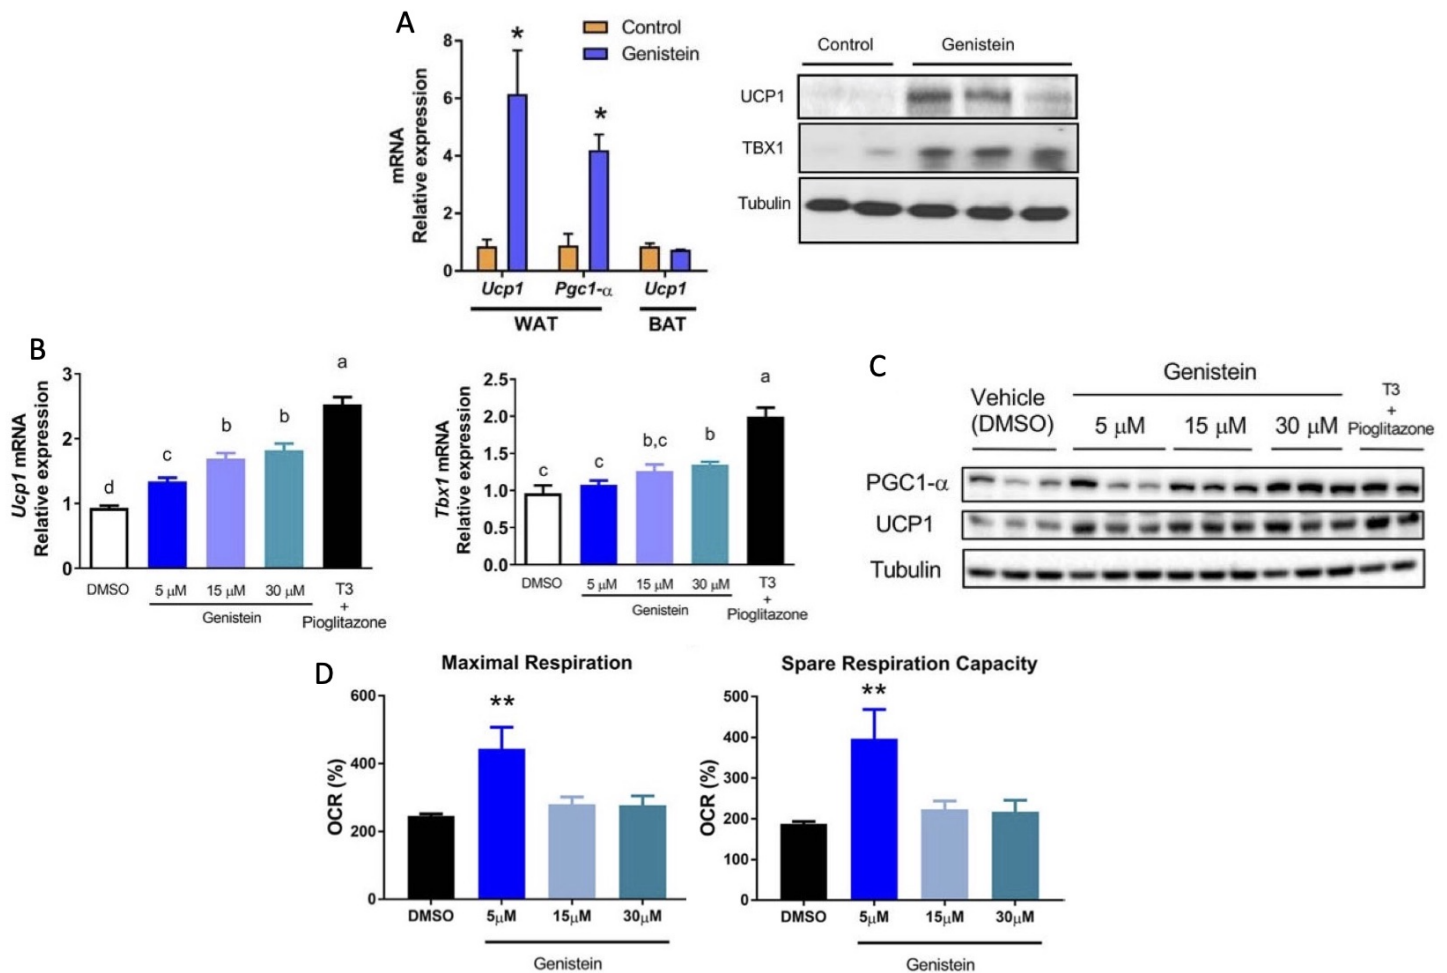 A
Control
Genistein
*
*
8
6
4
2
0
mRNA
Relative expression
Ucp1
Pgc1-α
Ucp1
WAT
BAT
Control
Genistein
UCP1
TBX1
Tubulin
B
3
2
1
0
Ucp1 mRNA
Relative expression
d
c
b
b
a
DMSO
5 μM
15 μM
30 μM
T3
+
Pioglitazone
Genistein
2.5
2.0
1.5
1.0
0.5
0.0
Tbx1 mRNA
Relative expression
c
c
b,c
b
a
DMSO
5 μM
15 μM
30 μM
T3
+
Pioglitazone
Genistein
C
Genistein
Vehicle
(DMSO)
5 μM
15 μM
30 μM
T3
+
Pioglitazone
PGC1-α
UCP1
Tubulin
D
Maximal Respiration
600
400
200
0
OCR (%)
**
DMSO
5μM
15μM
30μM
Genistein
Spare Respiration Capacity
500
400
300
200
100
0
OCR (%)
**
DMSO
5μM
15μM
30μM
Genistein